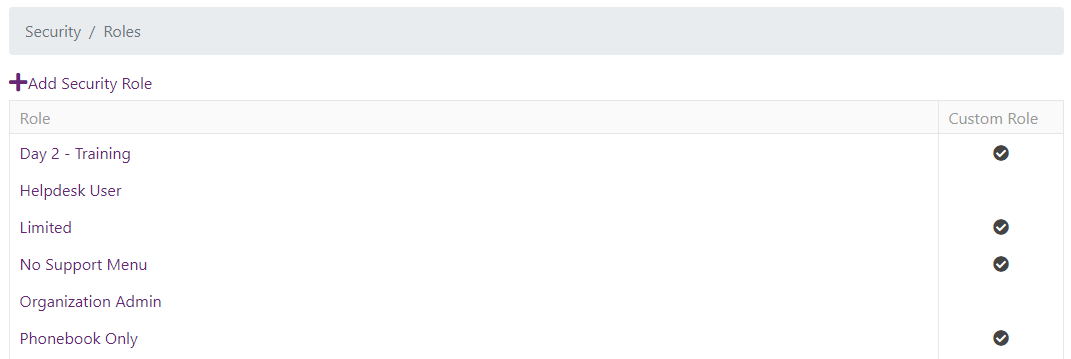 Security / Roles
Add Security Role
Role Custom Role
Day 2 - Training
Helpdesk User
Limited
No Support Menu
Organization Admin
Phonebook Only